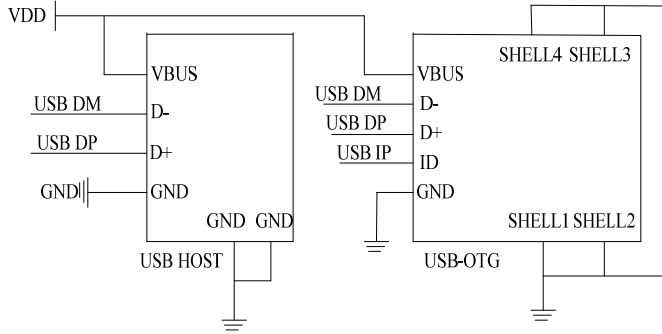 VDD
SHELL4 SHELL3
VBUS
VBUS
USB DM
D-
USB DM
D-
USB DP
D+
USB DP
D+
USB IP
ID
GND
GND
GND
GND GND
SHELL1 SHELL2
USB HOST
USB-OTG